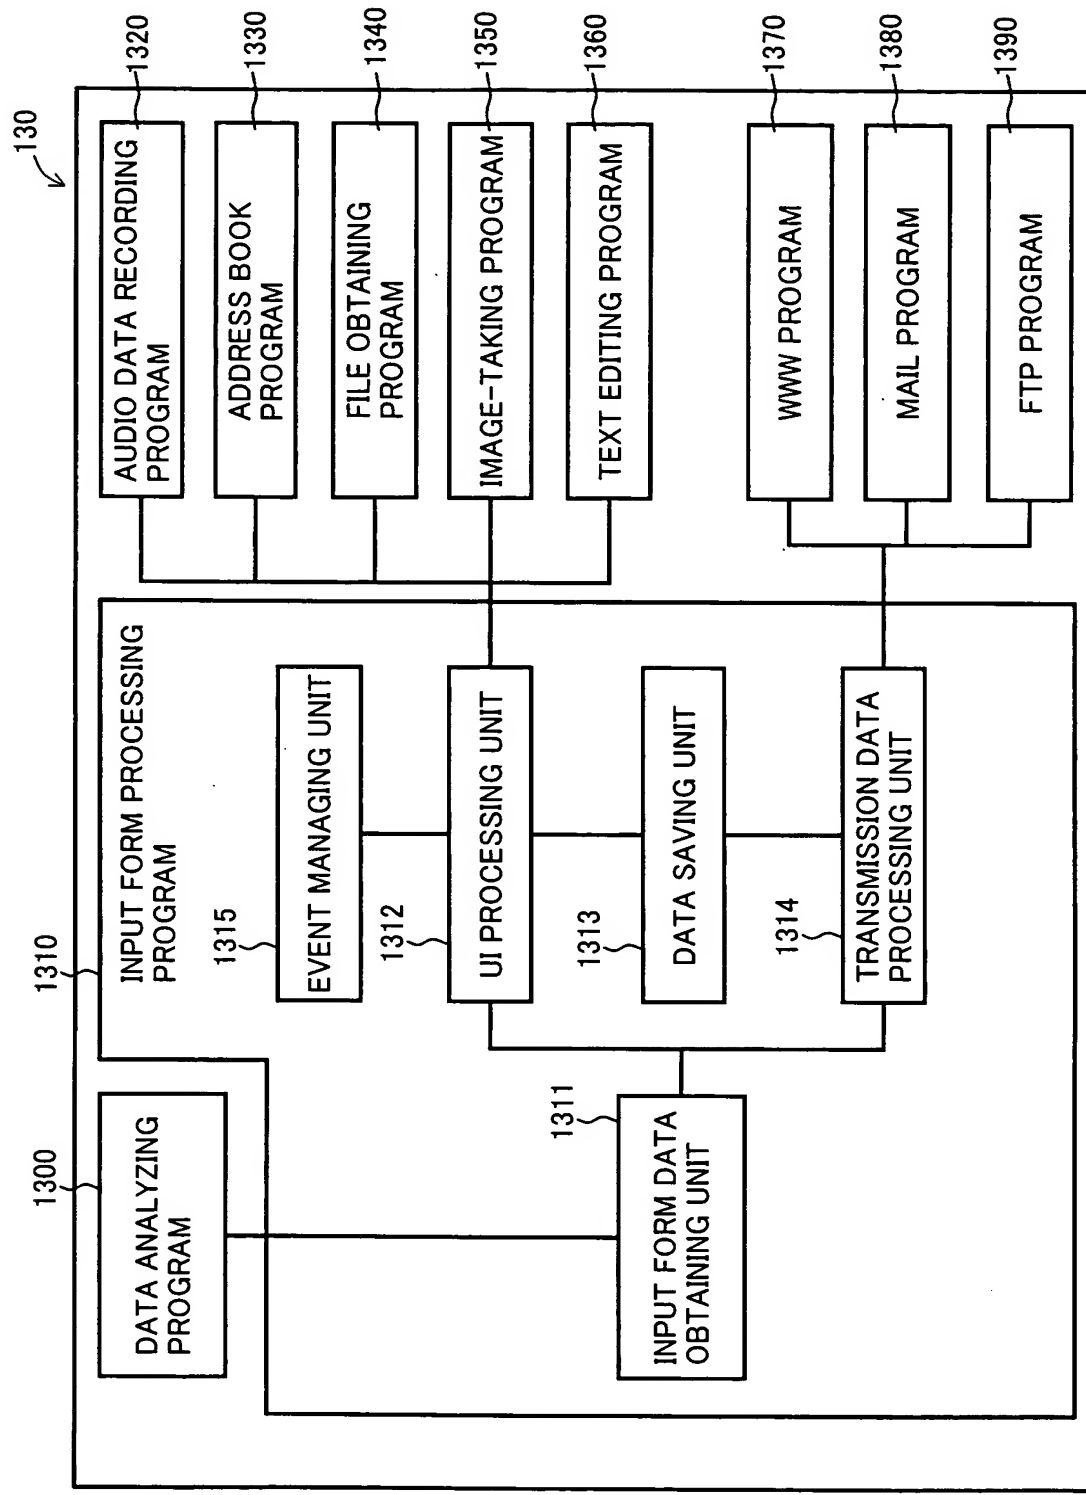 130
1300
DATA ANALYZING
PROGRAM
1310
INPUT FORM PROCESSING
PROGRAM
1311
INPUT FORM DATA
OBTAINING UNIT
1315
EVENT MANAGING UNIT
1312
UI PROCESSING UNIT
1313
DATA SAVING UNIT
1314
TRANSMISSION DATA
PROCESSING UNIT
AUDIO DATA RECORDING
PROGRAM
1320
ADDRESS BOOK
PROGRAM
1330
FILE OBTAINING
PROGRAM
1340
IMAGE-TAKING PROGRAM
1350
TEXT EDITING PROGRAM
1360
WWW PROGRAM
1370
MAIL PROGRAM
1380
FTP PROGRAM
1390